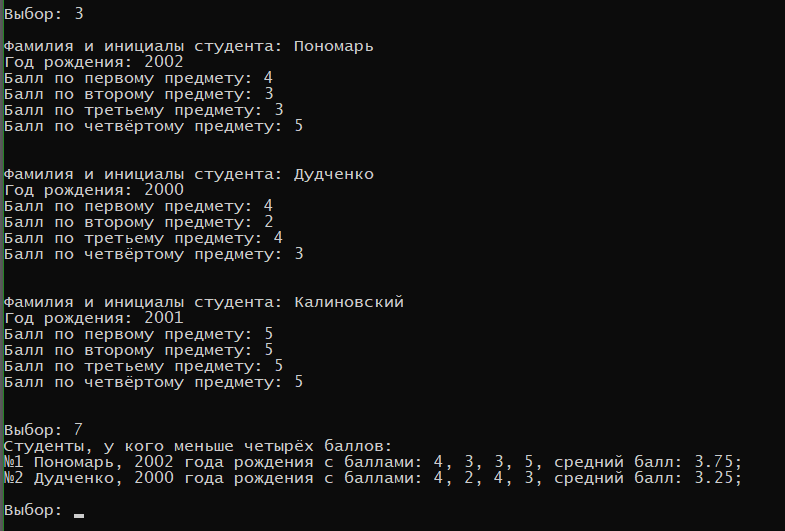 Выбор: 3
Фамилия и инициалы студента: Пономарь
Год рождения: 2002
Балл по первому предмету: 4
Балл по второму предмету: 3
Балл по третьему предмету: 3
Балл по четвёртому предмету: 5
Фамилия и инициалы студента: Дудченко
Год рождения: 2000
Балл по первому предмету: 4
Балл по второму предмету: 2
Балл по третьему предмету: 4
Балл по четвёртому предмету: 3
Фамилия и инициалы студента: Калиновский
Год рождения: 2001
Балл по первому предмету: 5
Балл по второму предмету: 5
Балл по третьему предмету: 5
Балл по четвёртому предмету: 5
Выбор: 7
Студенты, у кого меньше четырёх баллов:
№1 Пономарь, 2002 года рождения с баллами: 4, 3, 3, 5, средний балл: 3.75;
№2 Дудченко, 2000 года рождения с баллами: 4, 2, 4, 3, средний балл: 3.25;
Выбор: